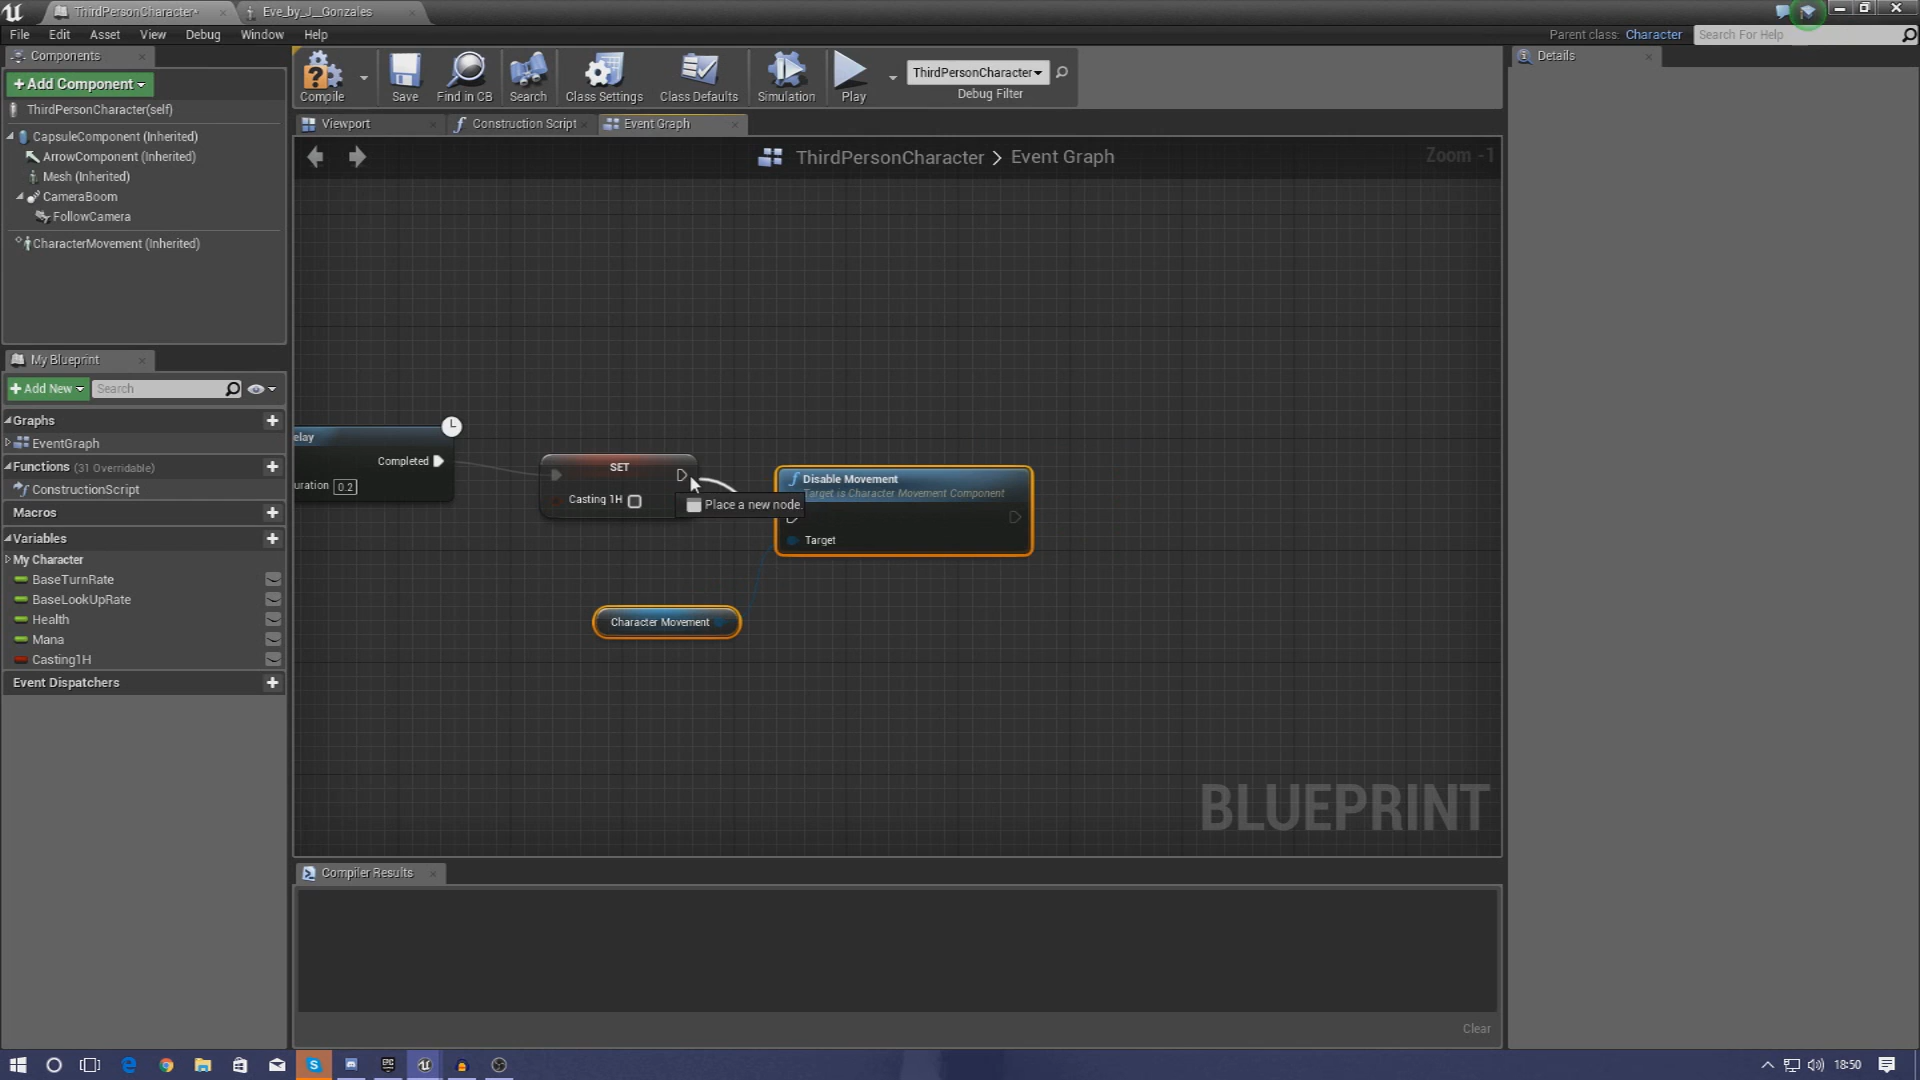 ThirdPersonCharacter*
Eve_by_J__Gonzales
File Edit Asset View Debug Window Help
Parent class: Character
Search For Help
Components
+Add Component
ThirdPersonCharacter(self)
CapsuleComponent (Inherited)
ArrowComponent (Inherited)
Mesh (Inherited)
CameraBoom
FollowCamera
CharacterMovement (Inherited)
My Blueprint
+Add New
Search
Graphs
EventGraph
Functions (31 Overridable)
ConstructionScript
Macros
Variables
My Character
BaseTurnRate
BaseLookUpRate
Health
Mana
Casting1H
Event Dispatchers
Compile Save Find in CB Search Class Settings Class Defaults Simulation Play
ThirdPersonCharacter
Debug Filter
Viewport
Construction Script
Event Graph
ThirdPersonCharacter > Event Graph
Zoom -1
elay
Completed
uration 0.2
SET
Casting 1H
Place a new node.
Disable Movement
Target is Character Movement Component
Target
Character Movement
BLUEPRINT
Compiler Results
Clear
Details
18:50